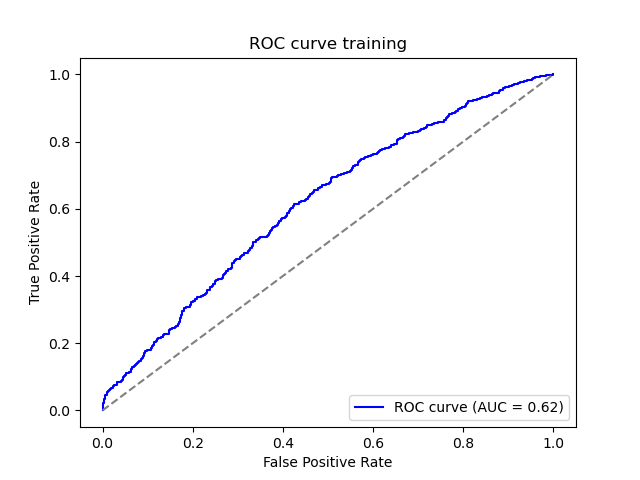 ROC curve training
True Positive Rate
1.0
0.8
0.6
0.4
0.2
0.0
ROC curve (AUC = 0.62)
0.0 0.2 0.4 0.6 0.8 1.0
False Positive Rate